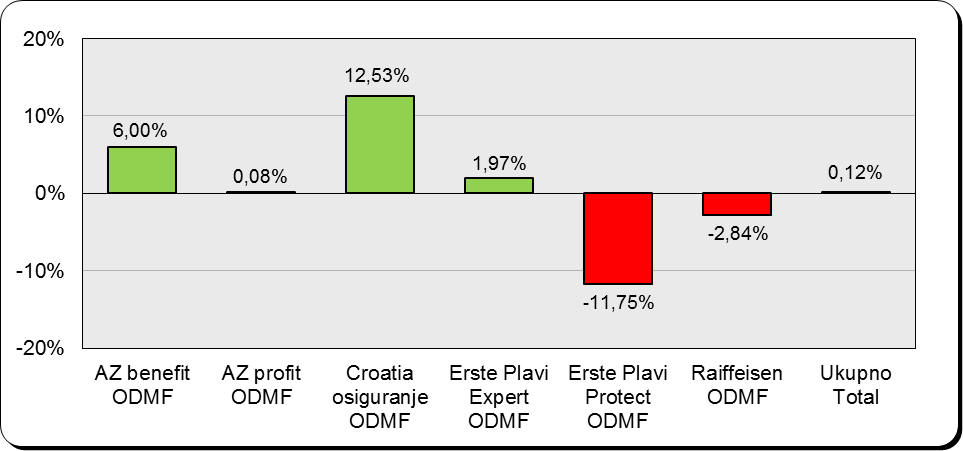 20%
10%
0%
-10%
-20%
6,00%
0,08%
12,53%
1,97%
-11,75%
-2,84%
0,12%
AZ benefit
ODMF
AZ profit
ODMF
Croatia
osiguranje
ODMF
Erste Plavi
Expert
ODMF
Erste Plavi
Protect
ODMF
Raiffeisen
ODMF
Ukupno
Total